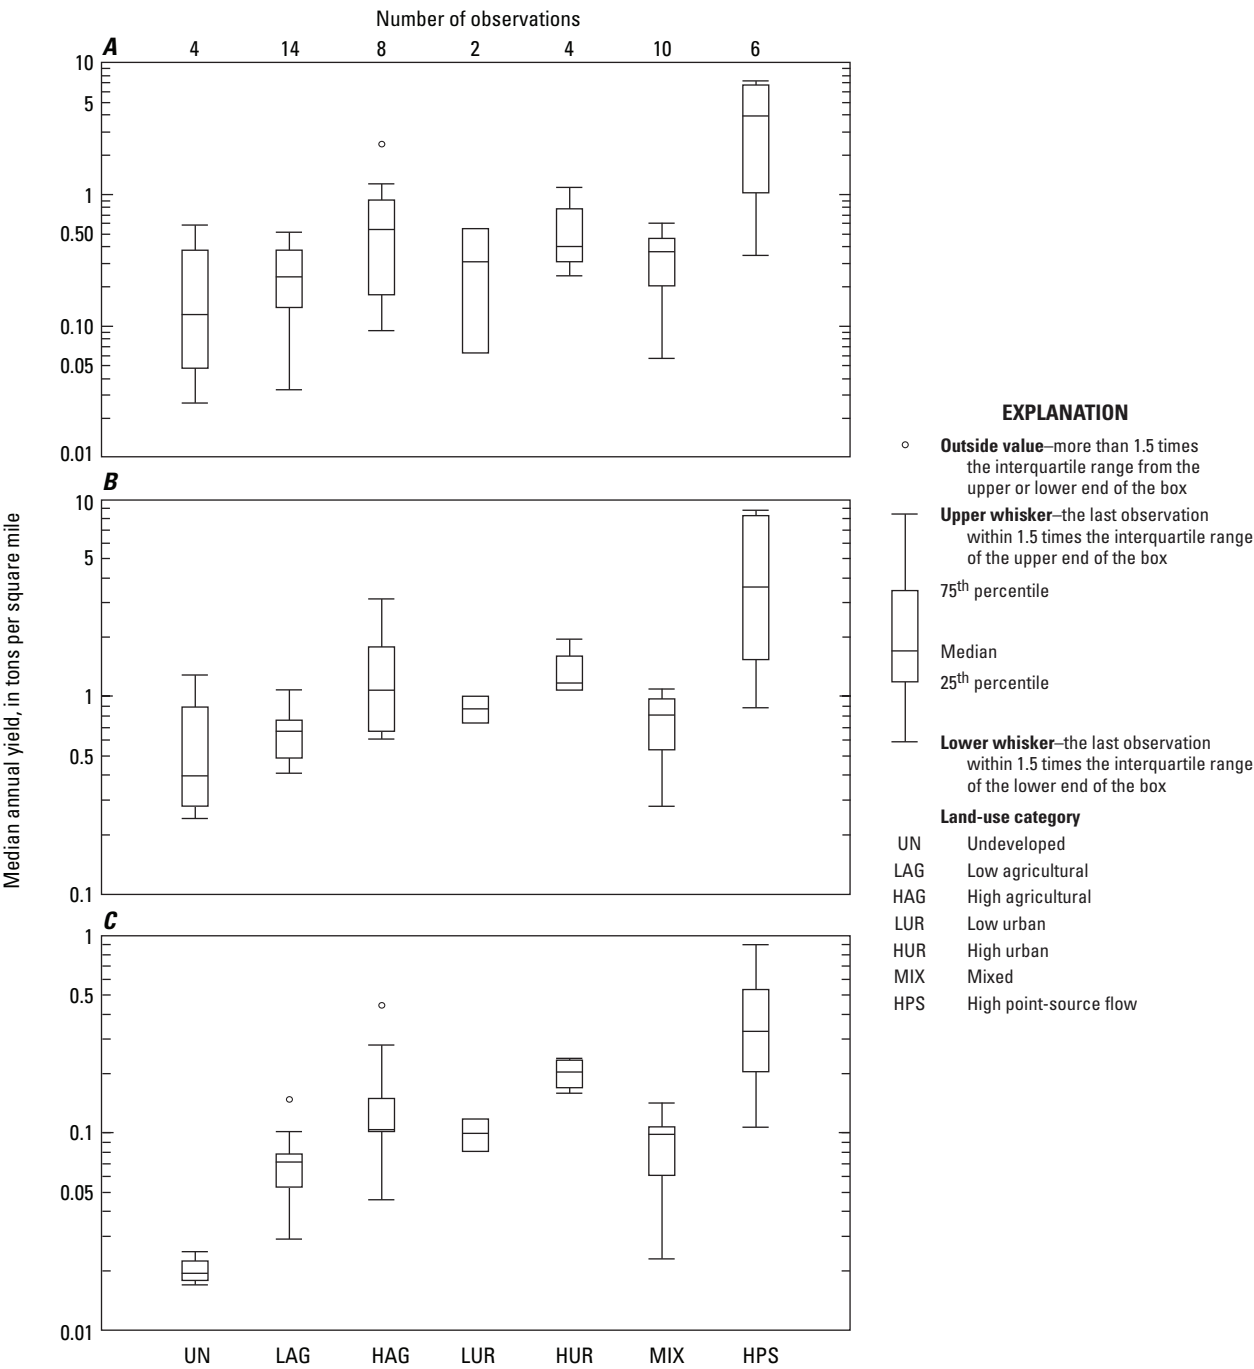 Number of observations
A 4 14 8 2 4 10 6
10
5
1
0.50
0.10
0.05
0.01
B
10
5
1
0.5
0.1
C
1
0.5
0.1
0.05
0.01
UN LAG HAG LUR HUR MIX HPS
Median annual yield, in tons per square mile
EXPLANATION
Outside value–more than 1.5 times
the interquartile range from the
upper or lower end of the box
Upper whisker–the last observation
within 1.5 times the interquartile range
of the upper end of the box
75th percentile
Median
25th percentile
Lower whisker–the last observation
within 1.5 times the interquartile range
of the lower end of the box
Land-use category
UN Undeveloped
LAG Low agricultural
HAG High agricultural
LUR Low urban
HUR High urban
MIX Mixed
HPS High point-source flow